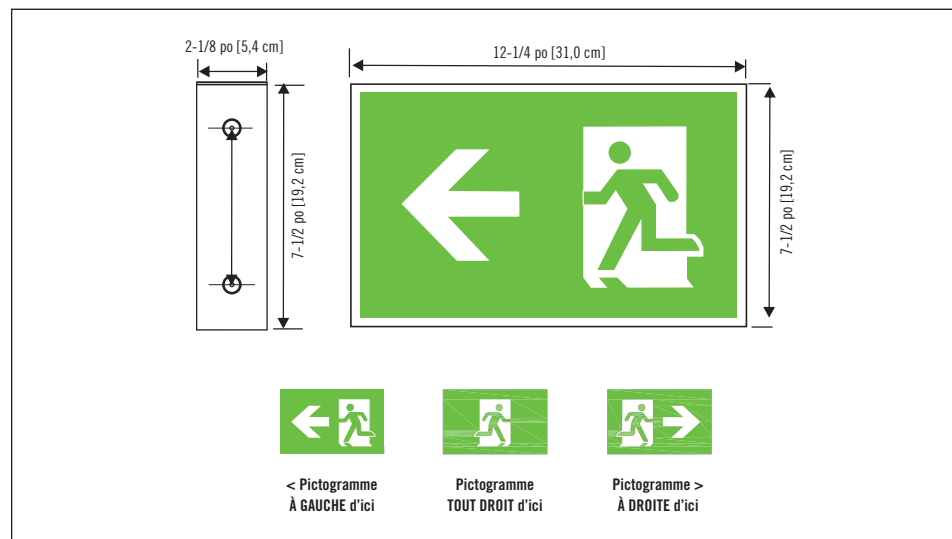 2-1/8 po [5,4 cm]
12-1/4 po [31,0 cm]
7-1/2 po [19,2 cm]
7-1/2 po [19,2 cm]
< Pictogramme
À GAUCHE d'ici
Pictogramme
TOUT DROIT d'ici
Pictogramme >
À DROITE d'ici